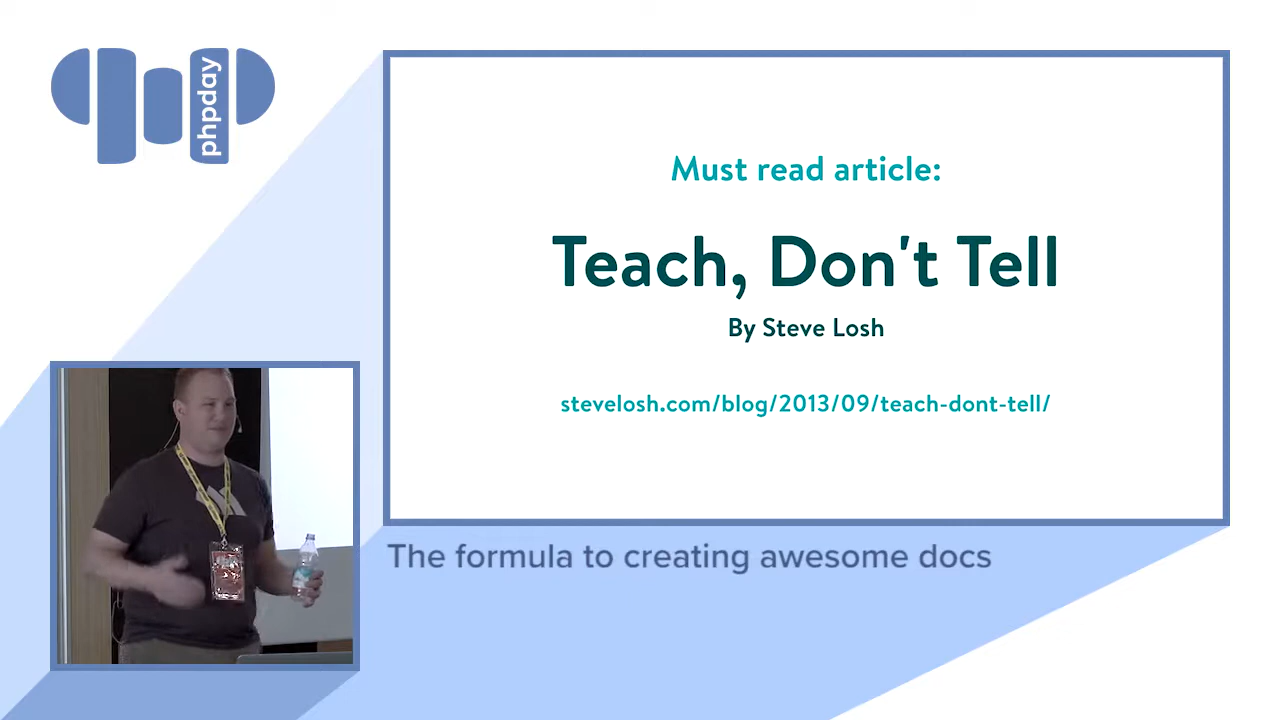 phpday
Must read article:
Teach, Don't Tell
By Steve Losh
stevelosh.com/blog/2013/09/teach-dont-tell/
The formula to creating awesome docs